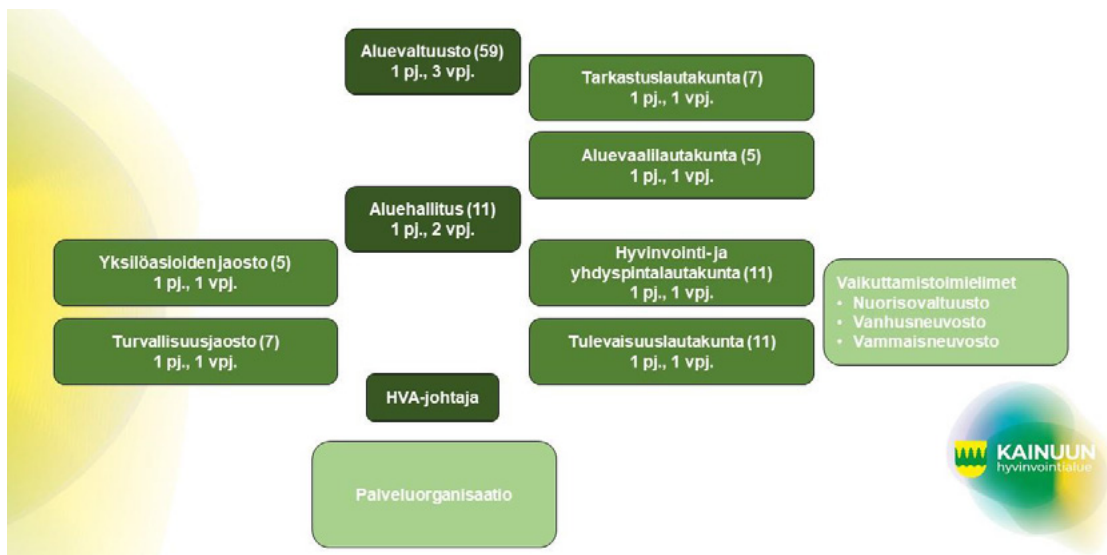 Aluevaltuusto (59)
1 pj., 3 vpj.
Tarkastuslautakunta (7)
1 pj., 1 vpj.
Aluevaalilautakunta (5)
1 pj., 1 vpj.
Aluehallitus (11)
1 pj., 2 vpj.
Yksilöasioiden jaosto (5)
1 pj., 1 vpj.
Hyvinvointi- ja
yhdyspintalautakunta (11)
1 pj., 1 vpj.
Vaikuttamistoimielimet
• Nuorisovaltuusto
• Vanhusneuvosto
• Vammaisneuvosto
Turvallisuusjaosto (7)
1 pj., 1 vpj.
Tulevaisuuslautakunta (11)
1 pj., 1 vpj.
HVA-johtaja
Palveluorganisaatio
KAINUUN
hyvinvointialue